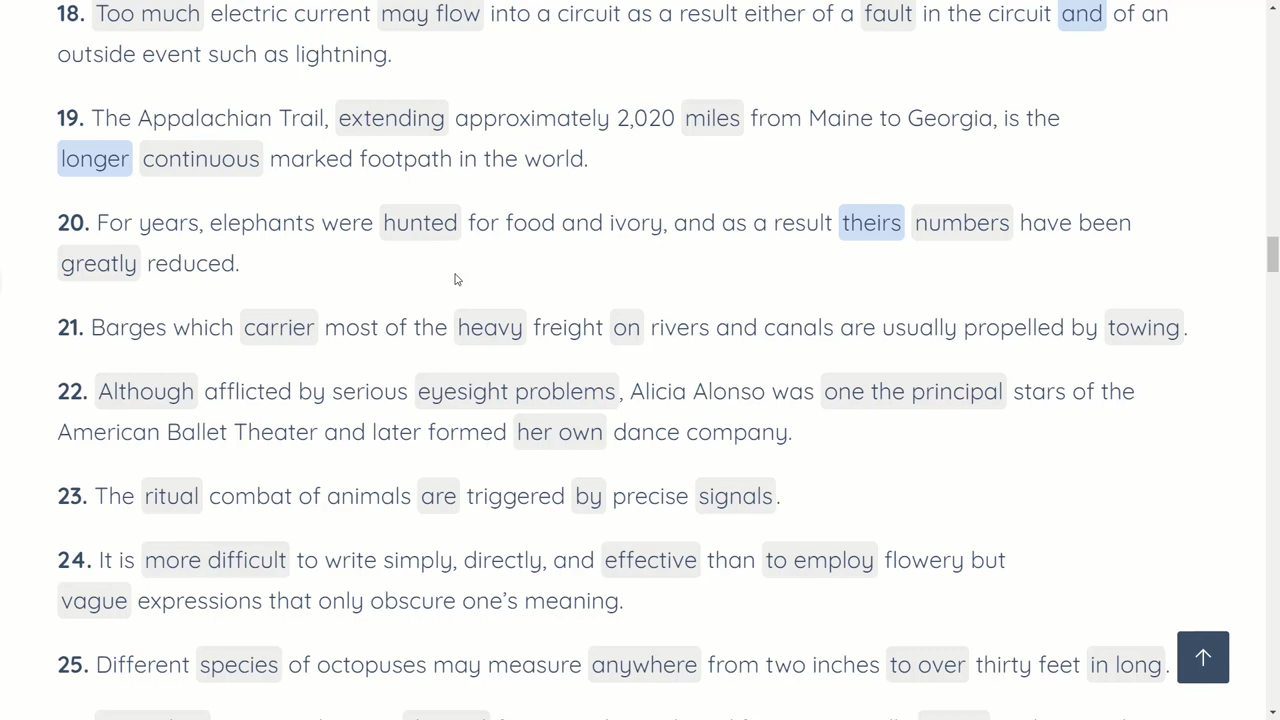 18. Too much electric current may flow into a circuit as a result either of a fault in the circuit and of an
outside event such as lightning.
19. The Appalachian Trail, extending approximately 2,020 miles from Maine to Georgia, is the
longer continuous marked footpath in the world.
20. For years, elephants were hunted for food and ivory, and as a result theirs numbers have been
greatly reduced.
21. Barges which carrier most of the heavy freight on rivers and canals are usually propelled by towing.
22. Although afflicted by serious eyesight problems, Alicia Alonso was one the principal stars of the
American Ballet Theater and later formed her own dance company.
23. The ritual combat of animals are triggered by precise signals.
24. It is more difficult to write simply, directly, and effective than to employ flowery but
vague expressions that only obscure one's meaning.
25. Different species of octopuses may measure anywhere from two inches to over thirty feet in long.